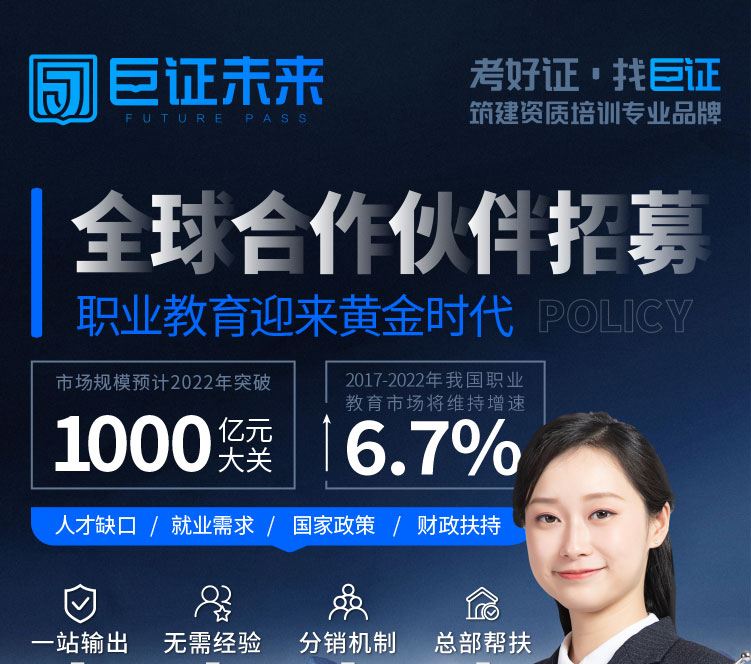 巨证未来
FUTURE PASS
考好证·找巨证
筑建资质培训专业品牌
全球合作伙伴招募
职业教育迎来黄金时代 POLICY
市场规模预计2022年突破
1000亿元大关
2017-2022年我国职业
教育市场将维持增速
6.7%
人才缺口 / 就业需求 / 国家政策 / 财政扶持
一站输出 无需经验 分销机制 总部帮扶